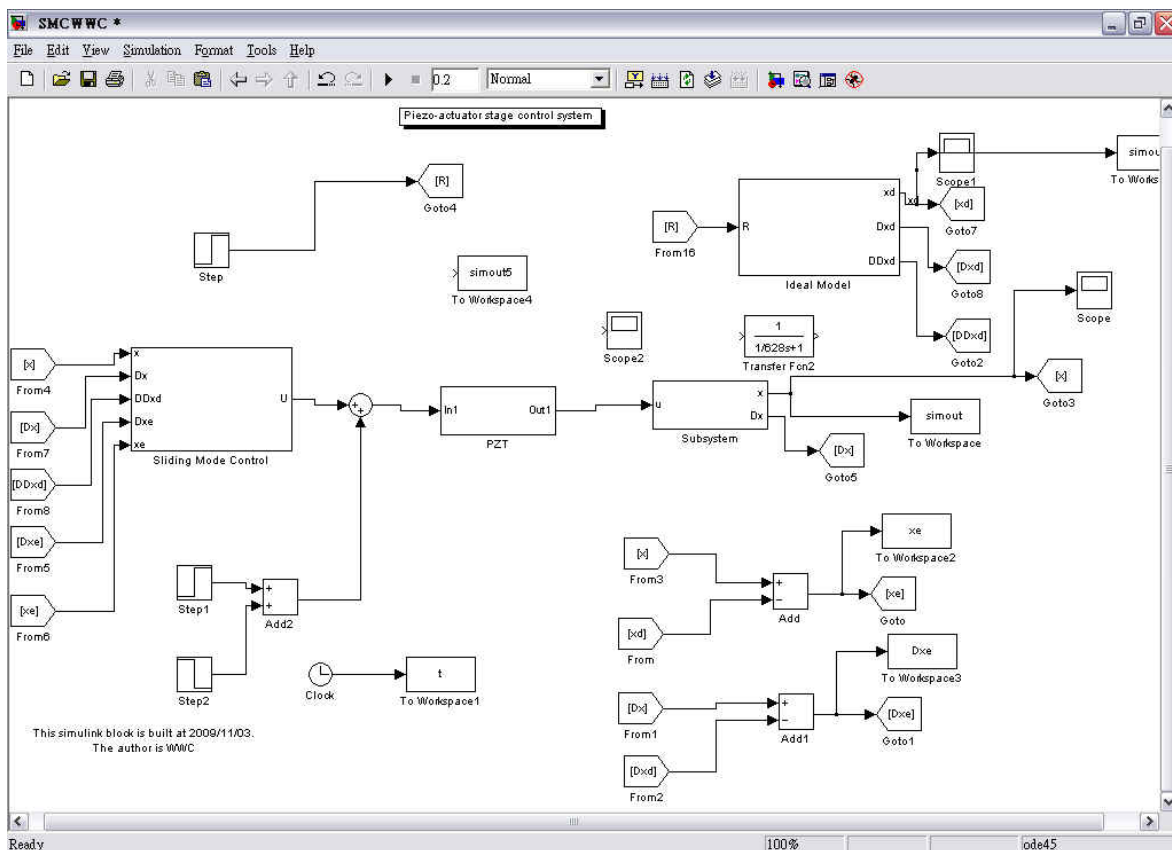 SMCWWC *
File Edit View Simulation Format Tools Help
0.2 Normal
Piezo-actuator stage control system
[R]
Goto4
Step
simout5
To Workspace4
Scope2
[R]
From16
R
xd
Dxd
DDxd
Ideal Model
xd
Scope1
simou
To Works
[xd]
Goto7
[Dxd]
Goto8
[DDxd]
Goto2
Scope
1
1/628s+1
Transfer Fcn2
[x]
From4
[Dx]
From7
[DDxd]
From8
[Dxe]
From5
[xe]
From6
x
Dx
DDxd
Dxe
xe
U
Sliding Mode Control
+
+
In1
Out1
PZT
u
x
Dx
Subsystem
[x]
Goto3
simout
To Workspace
[Dx]
Goto5
Step1
Step2
+
+
Add2
Clock
t
To Workspace1
[x]
From3
[xd]
From
+
−
Add
xe
To Workspace2
[xe]
Goto
[Dx]
From1
[Dxd]
From2
+
−
Add1
Dxe
To Workspace3
[Dxe]
Goto1
This simulink block is built at 2009/11/03.
The author is WWC
Ready 100% ode45